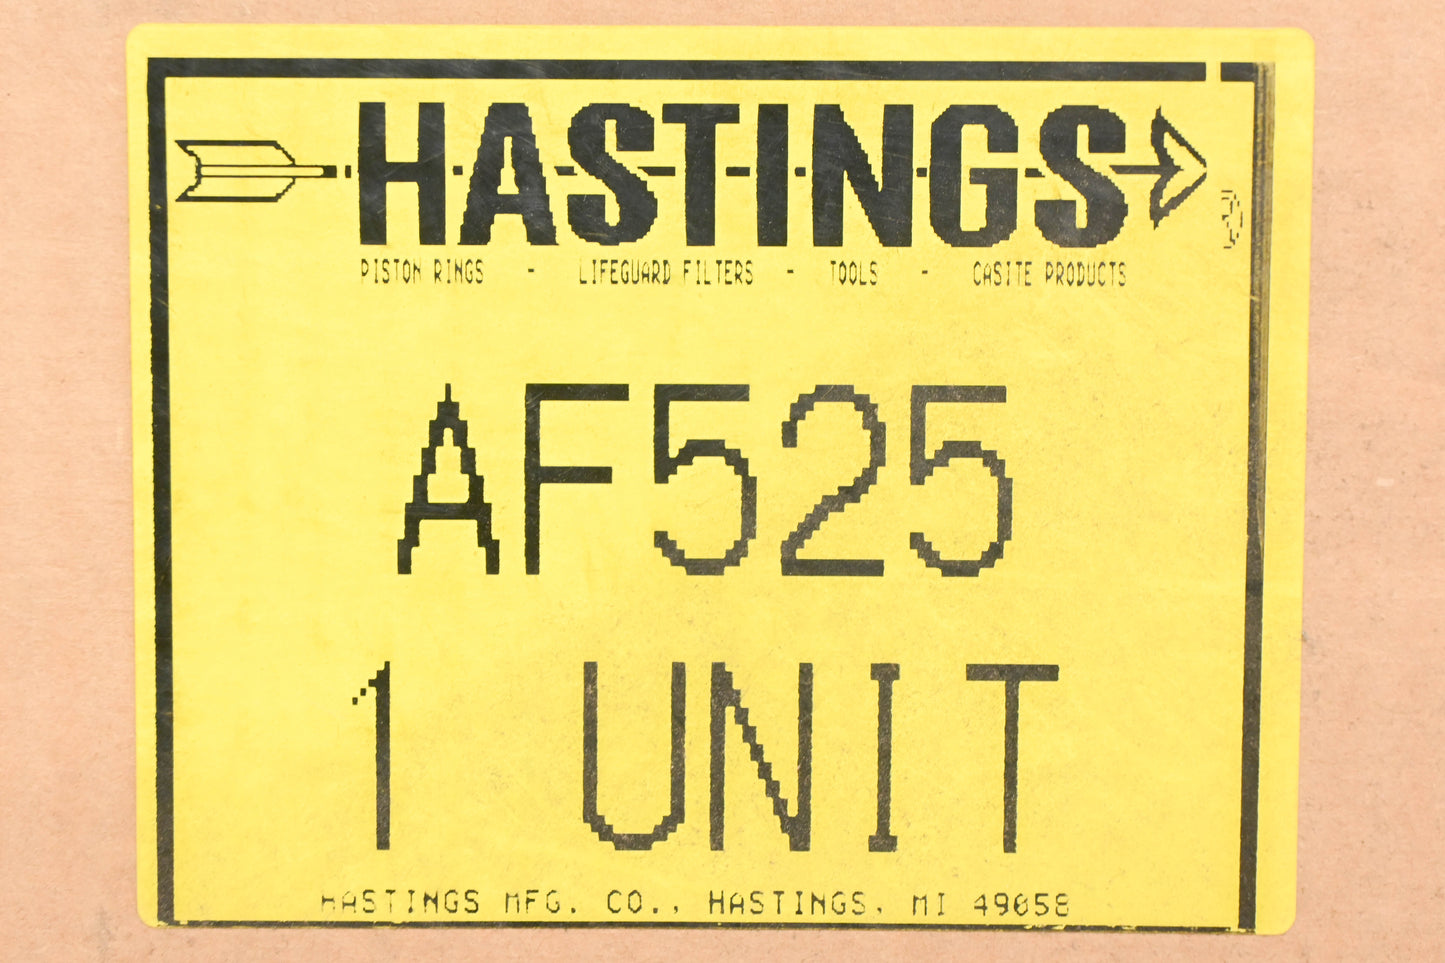 HASTINGS
PISTON RINGS - LIFEGUARD FILTERS - TOOLS - CASITE PRODUCTS
AF525
1 UNIT
HASTINGS MFG. CO., HASTINGS, MI 49058